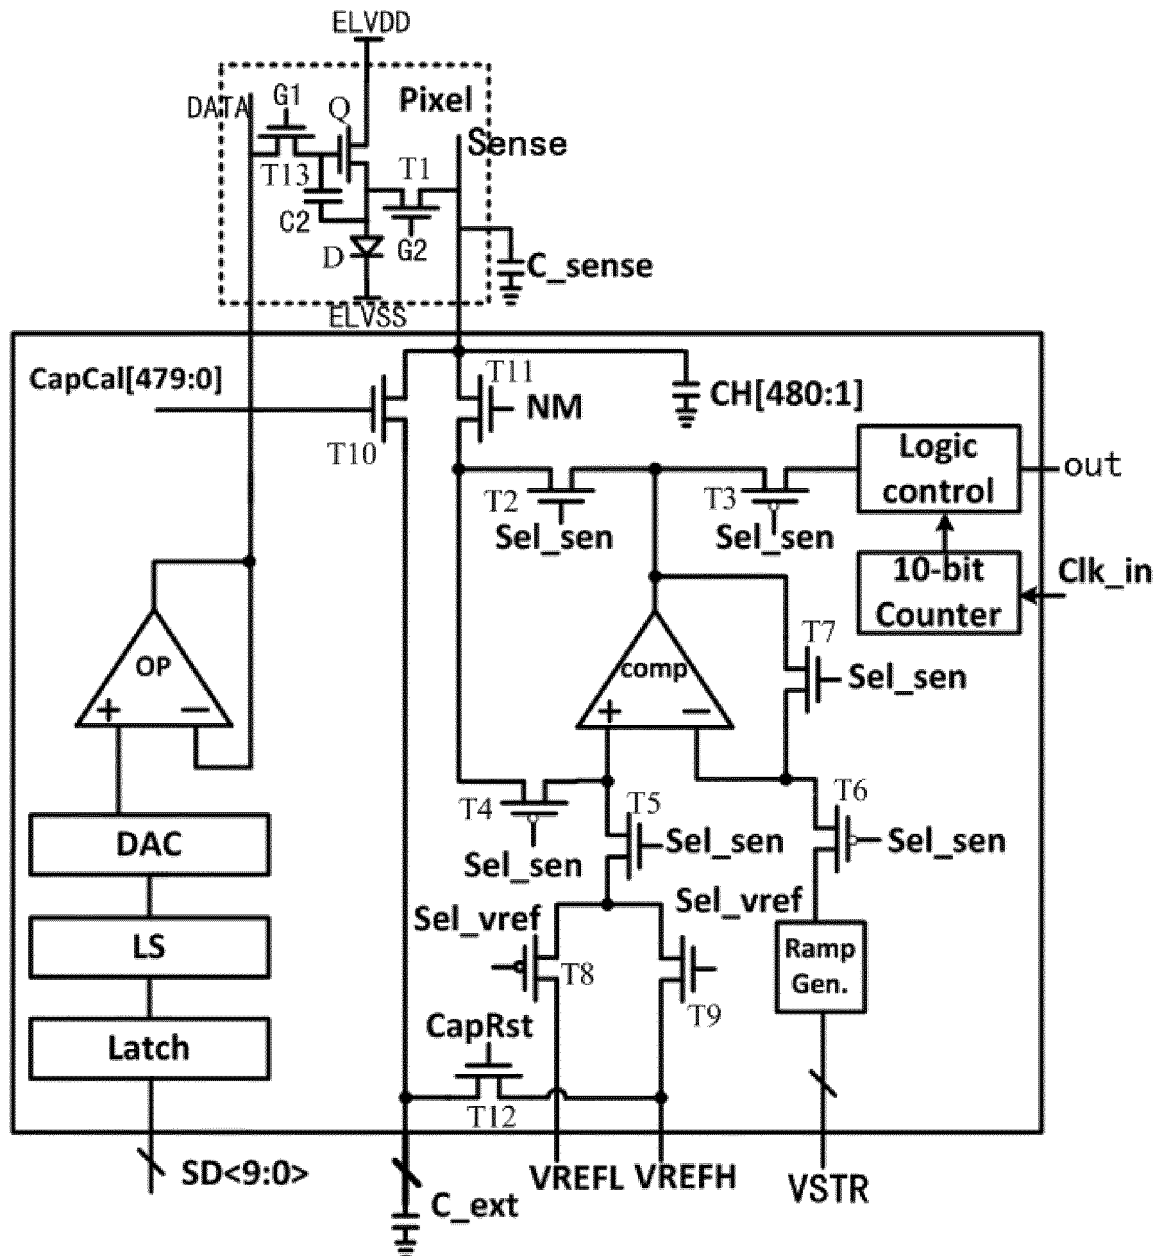 ELVDD
DATA
G1
Q
Pixel
Sense
T13
T1
C2
D
G2
C_sense
ELVSS
CapCal[479:0]
T11
NM
CH[480:1]
T10
Logic
control
out
T2
T3
Sel_sen
Sel_sen
10-bit
Counter
Clk_in
T7
OP
comp
Sel_sen
+
−
+
−
T4
T5
T6
DAC
Sel_sen
Sel_sen
Sel_sen
Sel_vref
Sel_vref
LS
T8
Ramp
Gen.
T9
CapRst
Latch
T12
SD<9:0>
VREFL
VREFH
VSTR
C_ext